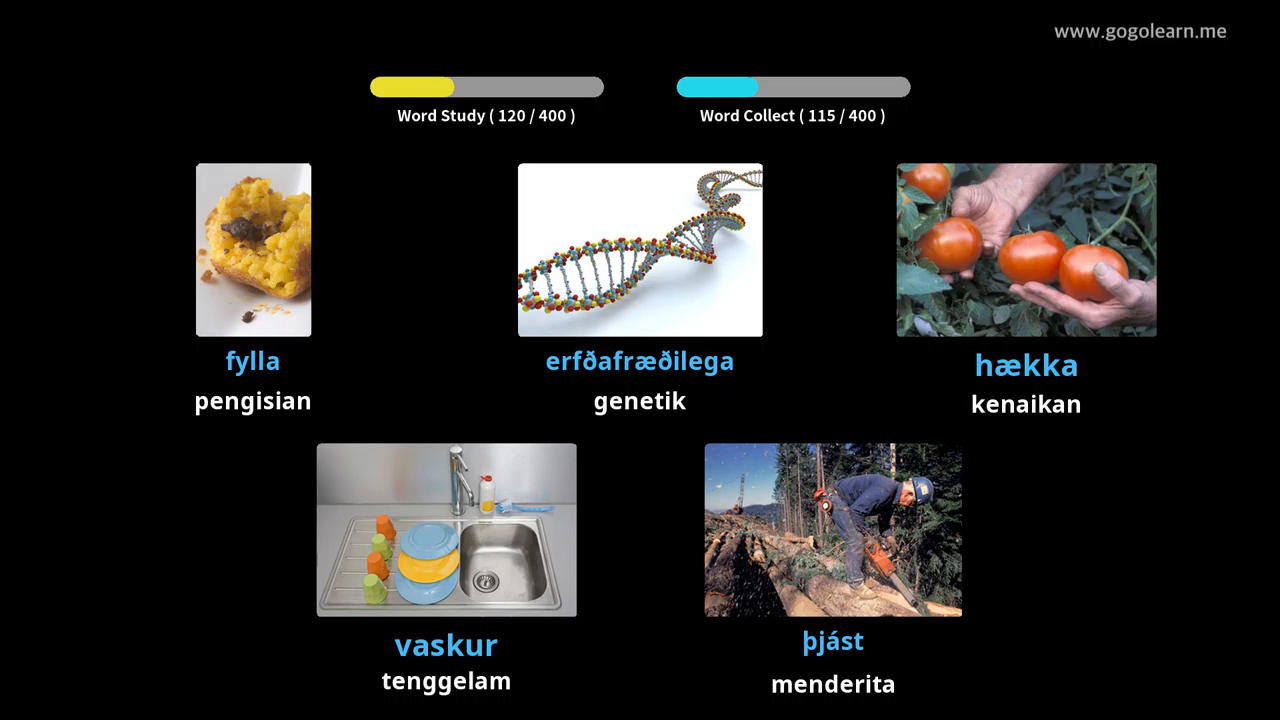 www.gogolearn.me
Word Study ( 120 / 400 )
Word Collect ( 115 / 400 )
fylla
pengisian
erfðafræðilega
genetik
hækka
kenaikan
vaskur
tenggelam
þjást
menderita